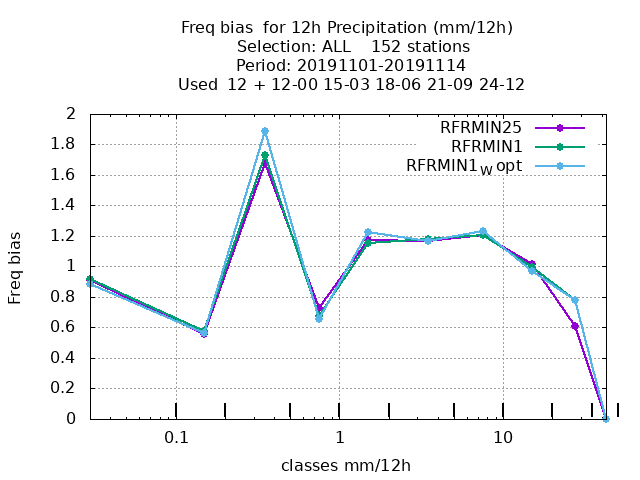 Freq bias  for 12h Precipitation (mm/12h)
Selection: ALL    152 stations
Period: 20191101-20191114
Used  12 + 12-00 15-03 18-06 21-09 24-12
RFRMIN25
RFRMIN1
RFRMIN1W opt
2
1.8
1.6
1.4
1.2
1
0.8
0.6
0.4
0.2
0
Freq bias
0.1
1
10
classes mm/12h